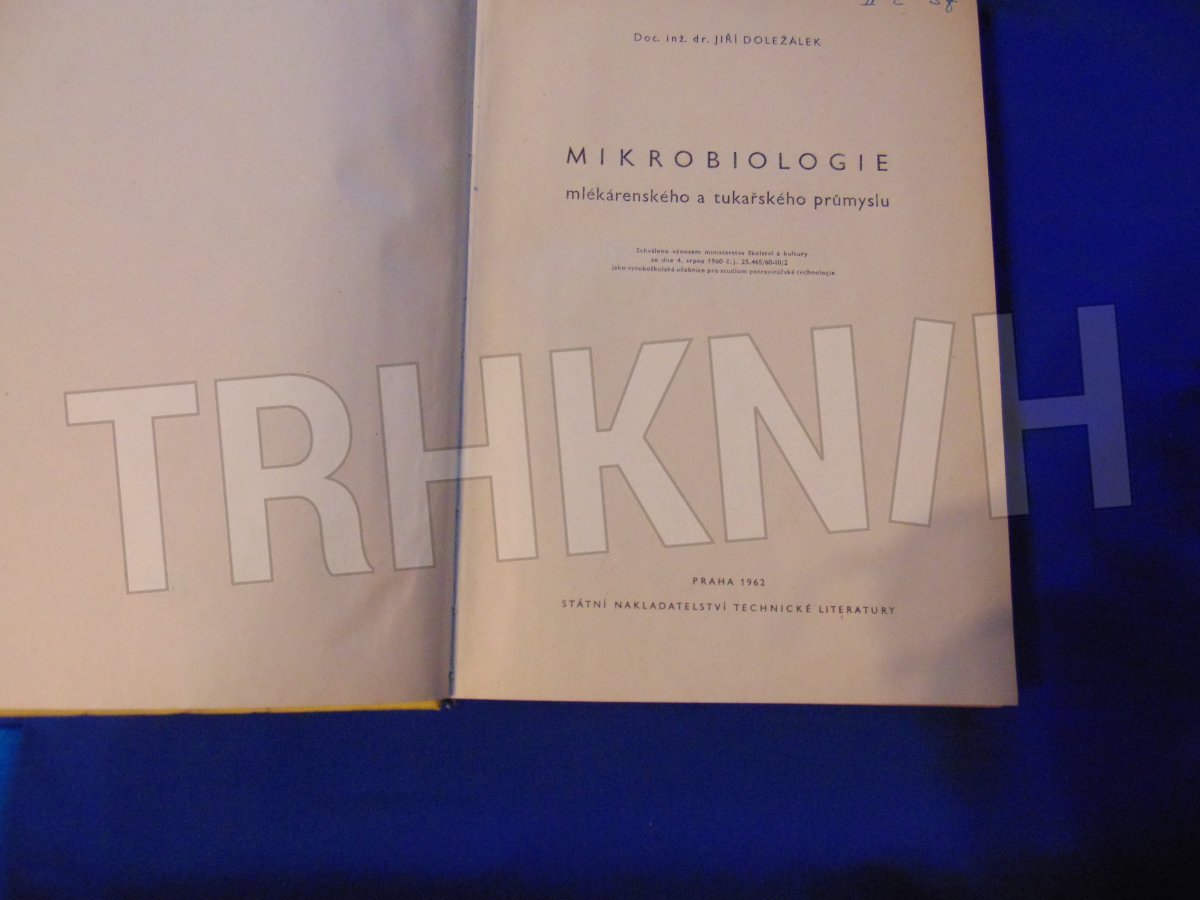 Doc. inž. dr. JIŘÍ DOLEŽÁLEK
MIKROBIOLOGIE
mlékárenského a tukařského průmyslu
Schváleno výnosem ministerstva školství a kultury
ze dne 4. srpna 1960 č. j. 25.465/60-III/2
jako vysokoškolská učebnice pro studium potravinářské technologie
TRHKNIH
PRAHA 1962
STÁTNÍ NAKLADATELSTVÍ TECHNICKÉ LITERATURY